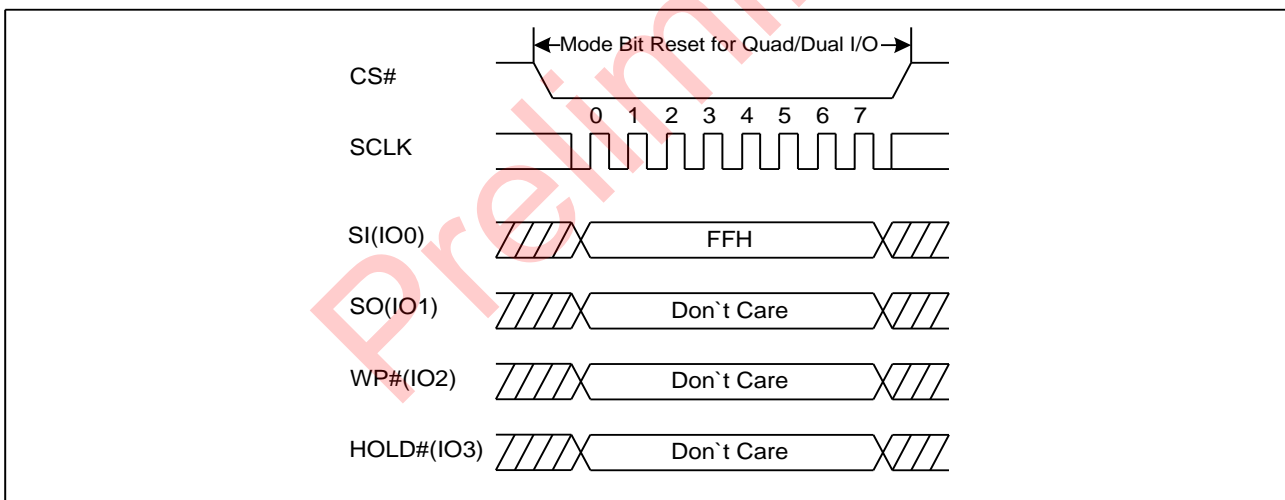 Mode Bit Reset for Quad/Dual I/O
CS#
0 1 2 3 4 5 6 7
SCLK
SI(IO0) FFH
SO(IO1) Don`t Care
WP#(IO2) Don`t Care
HOLD#(IO3) Don`t Care
Prelim